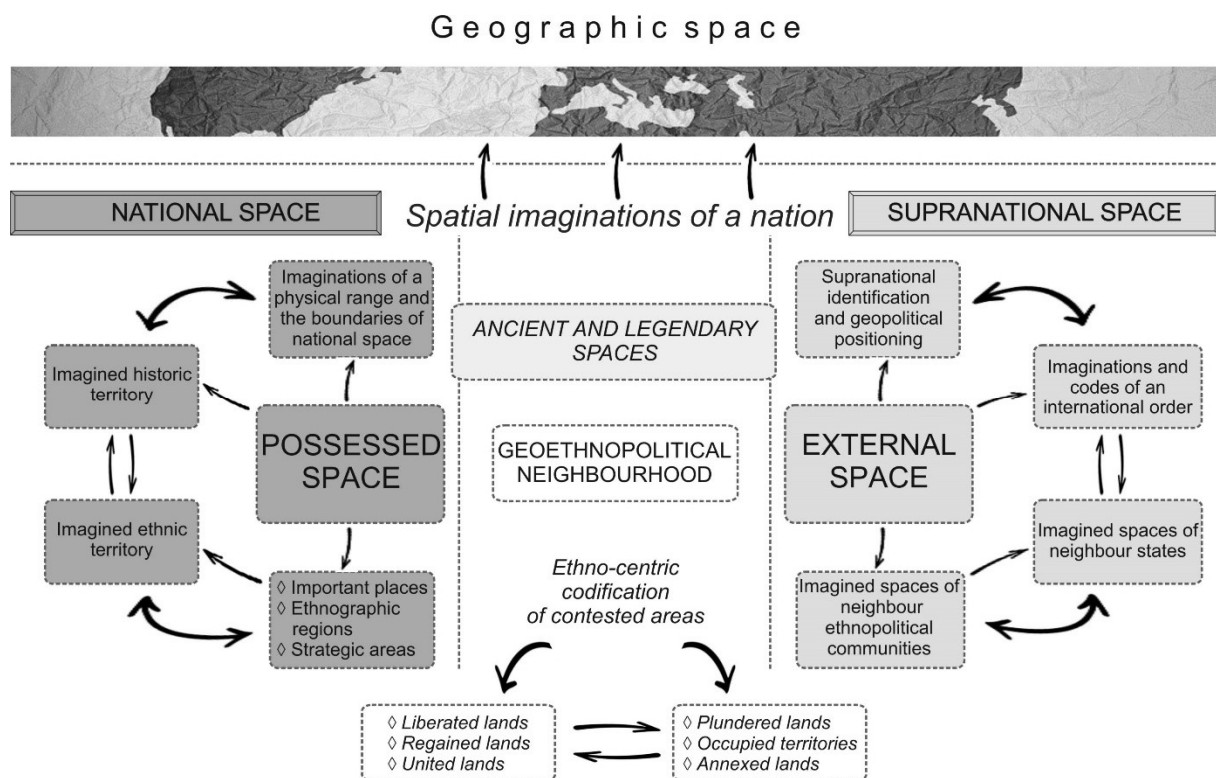 Geographic space
NATIONAL SPACE
Spatial imaginations of a nation
SUPRANATIONAL SPACE
Imaginations of a
physical range and
the boundaries of
national space
Imagined historic
territory
POSSESSED
SPACE
Imagined ethnic
territory
◊ Important places
◊ Ethnographic
regions
◊ Strategic areas
ANCIENT AND LEGENDARY
SPACES
GEOETHNOPOLITICAL
NEIGHBOURHOOD
Ethno-centric
codification
of contested areas
◊ Liberated lands
◊ Regained lands
◊ United lands
◊ Plundered lands
◊ Occupied territories
◊ Annexed lands
Supranational
identification
and geopolitical
positioning
Imaginations and
codes of an
international order
EXTERNAL
SPACE
Imagined spaces of
neighbour states
Imagined spaces of
neighbour
ethnopolitical
communities